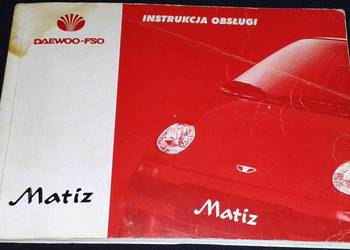 INSTRUKCJA OBSŁUGI
DAEWOO-FSO
Matiz
Matiz